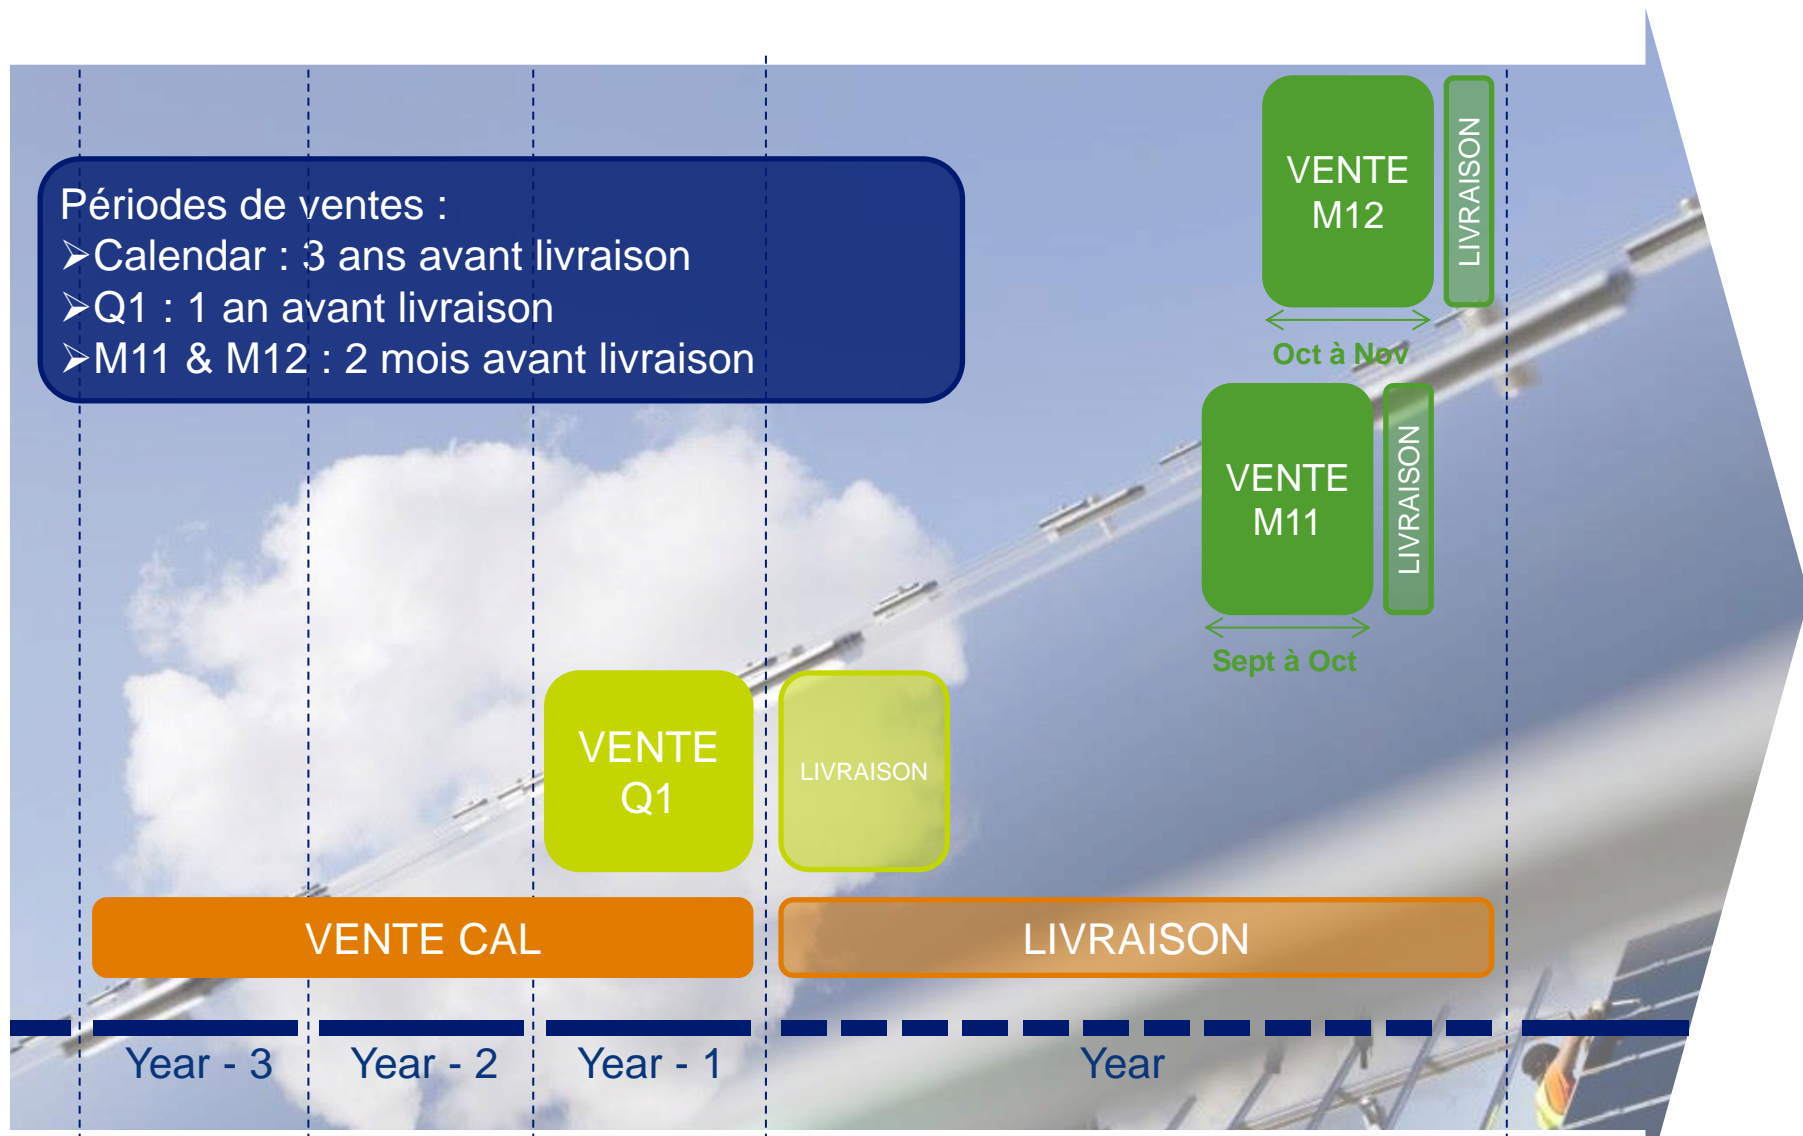 Périodes de ventes :
➢Calendar : 3 ans avant livraison
➢Q1 : 1 an avant livraison
➢M11 & M12 : 2 mois avant livraison
VENTE
M12
LIVRAISON
Oct à Nov
VENTE
M11
LIVRAISON
Sept à Oct
VENTE
Q1
LIVRAISON
VENTE CAL
LIVRAISON
Year - 3
Year - 2
Year - 1
Year